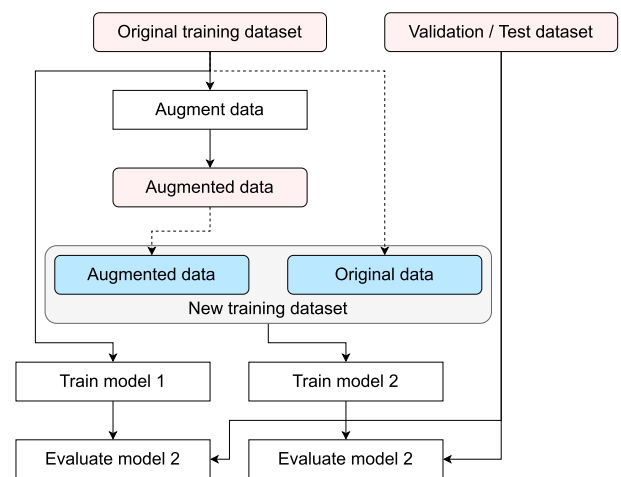 Original training dataset
Validation / Test dataset
Augment data
Augmented data
Augmented data
Original data
New training dataset
Train model 1
Train model 2
Evaluate model 2
Evaluate model 2